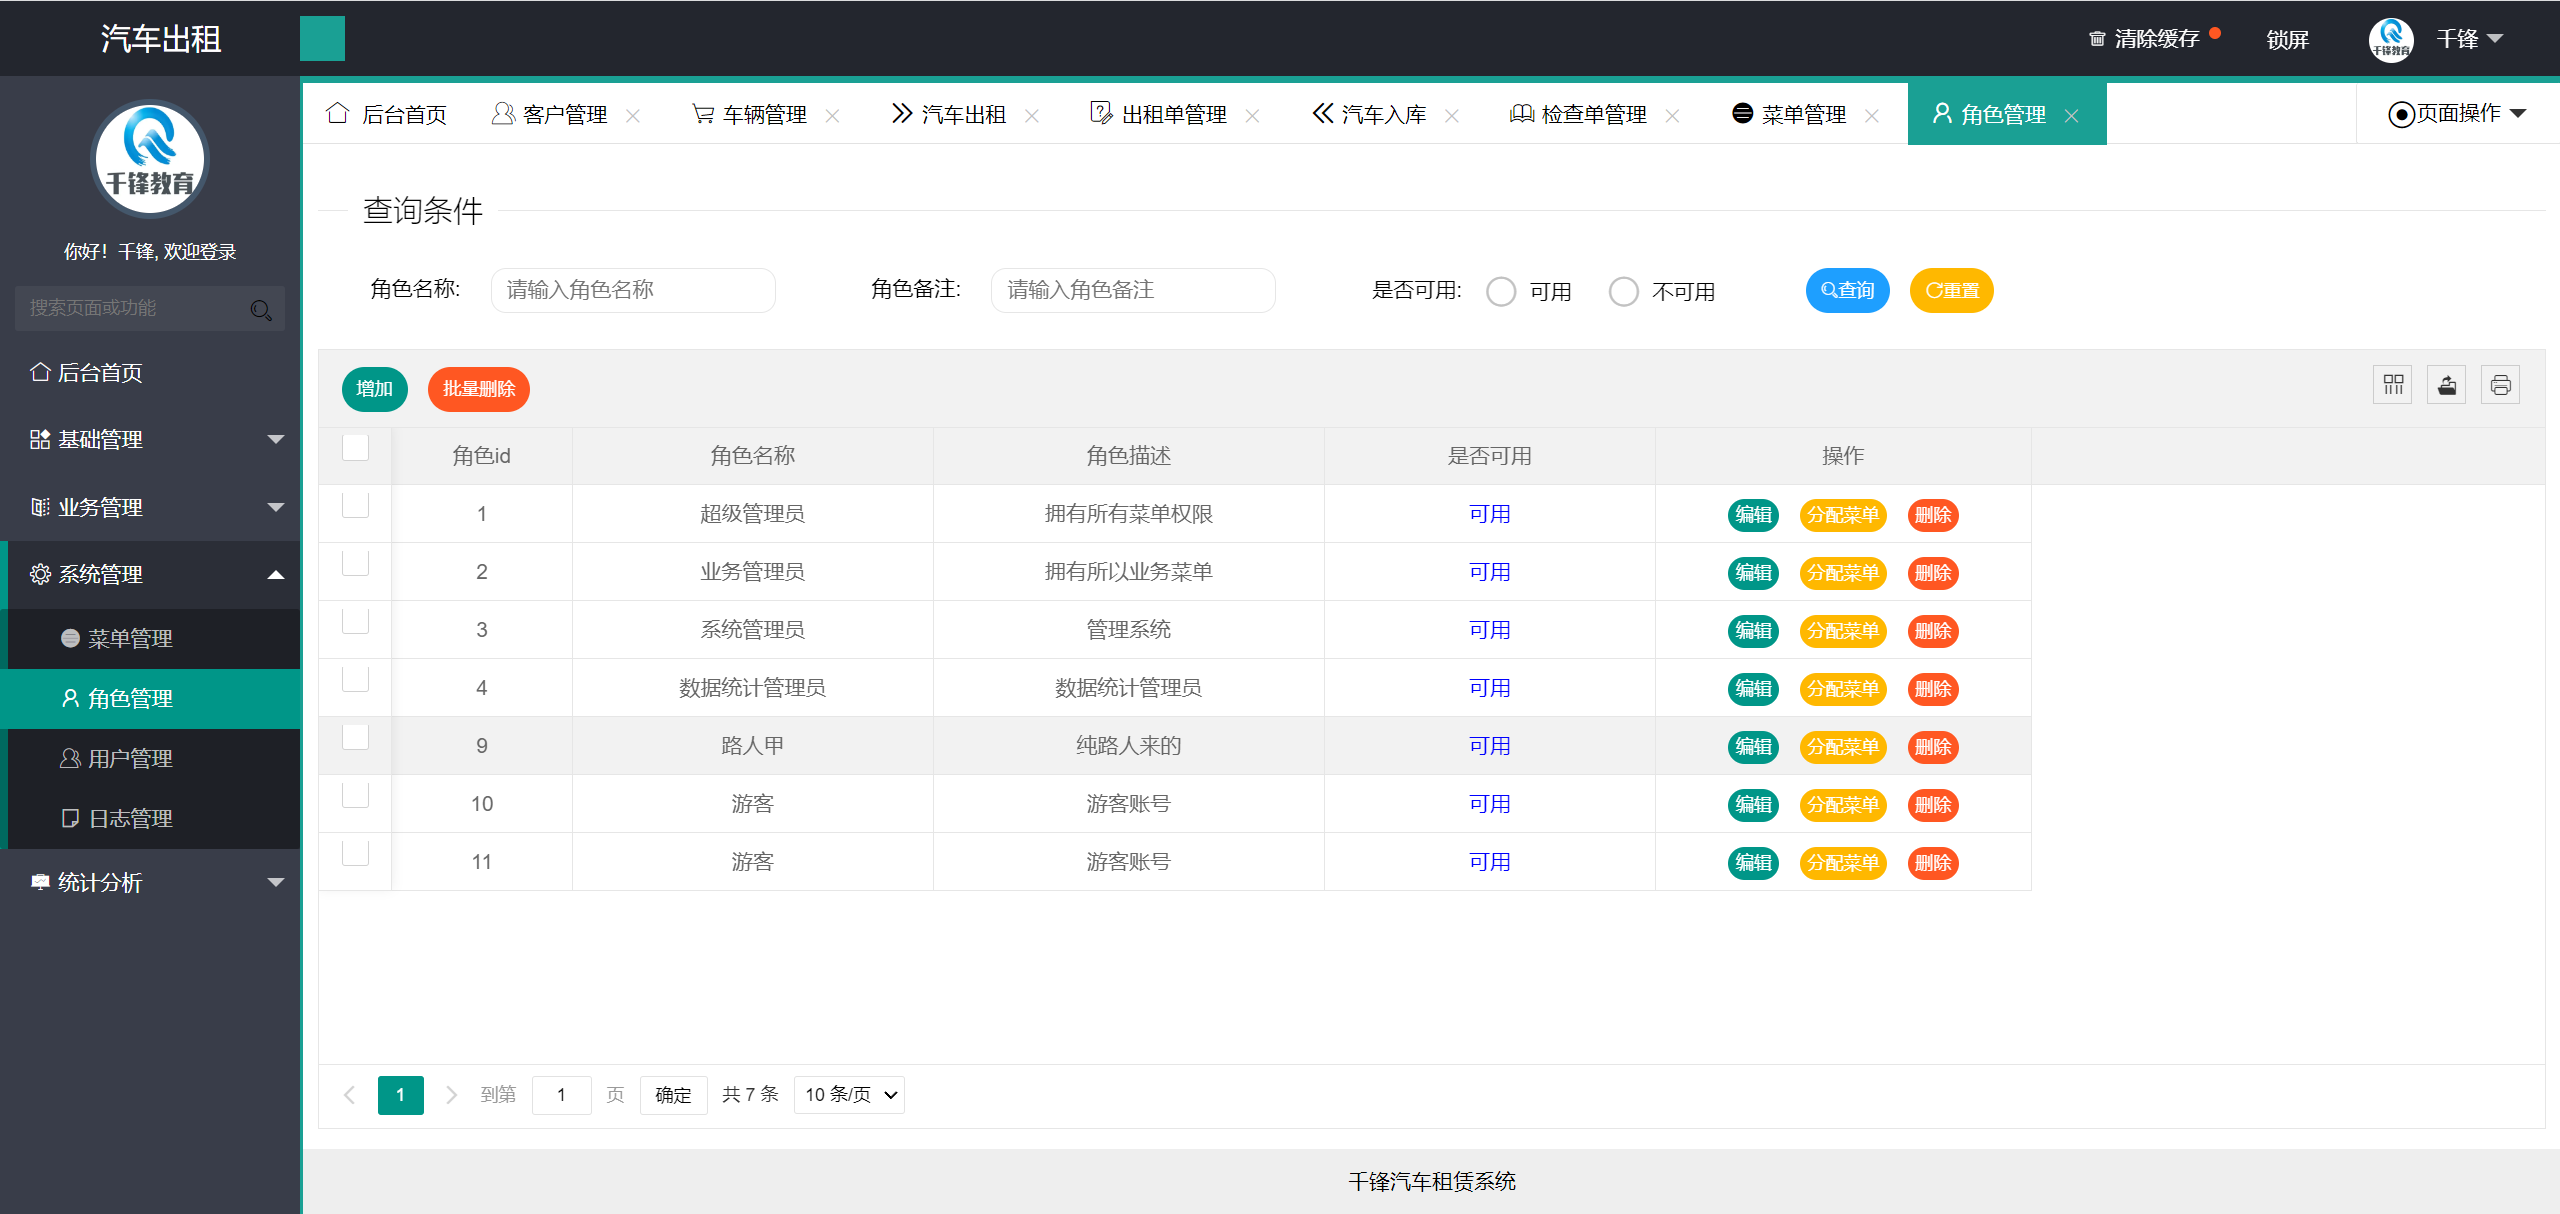 汽车出租
清除缓存 锁屏 千锋教育 千锋
后台首页 客户管理 车辆管理 汽车出租 出租单管理 汽车入库 检查单管理 菜单管理 角色管理 页面操作
千锋教育
你好！千锋, 欢迎登录
搜索页面或功能
后台首页
基础管理
业务管理
系统管理
菜单管理
角色管理
用户管理
日志管理
统计分析
查询条件
角色名称: 请输入角色名称 角色备注: 请输入角色备注 是否可用: 可用 不可用 查询 重置
增加 批量删除
角色id 角色名称 角色描述 是否可用 操作
1 超级管理员 拥有所有菜单权限 可用 编辑 分配菜单 删除
2 业务管理员 拥有所以业务菜单 可用 编辑 分配菜单 删除
3 系统管理员 管理系统 可用 编辑 分配菜单 删除
4 数据统计管理员 数据统计管理员 可用 编辑 分配菜单 删除
9 路人甲 纯路人来的 可用 编辑 分配菜单 删除
10 游客 游客账号 可用 编辑 分配菜单 删除
11 游客 游客账号 可用 编辑 分配菜单 删除
1 到第 1 页 确定 共 7 条 10 条/页
千锋汽车租赁系统